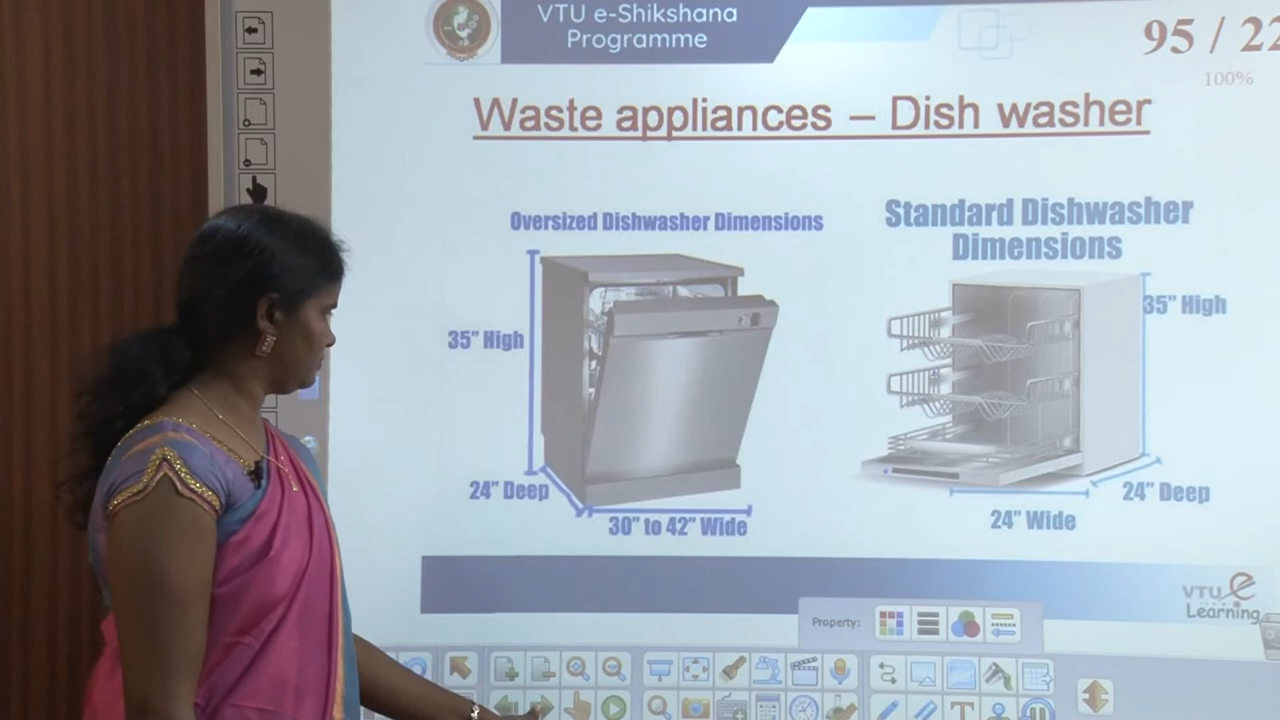 VTU e-Shikshana
Programme
95 / 22
100%
Waste appliances – Dish washer
Oversized Dishwasher Dimensions
35” High
24” Deep
30” to 42” Wide
Standard Dishwasher
Dimensions
35” High
24” Deep
24” Wide
VTU e
Learning
Property: